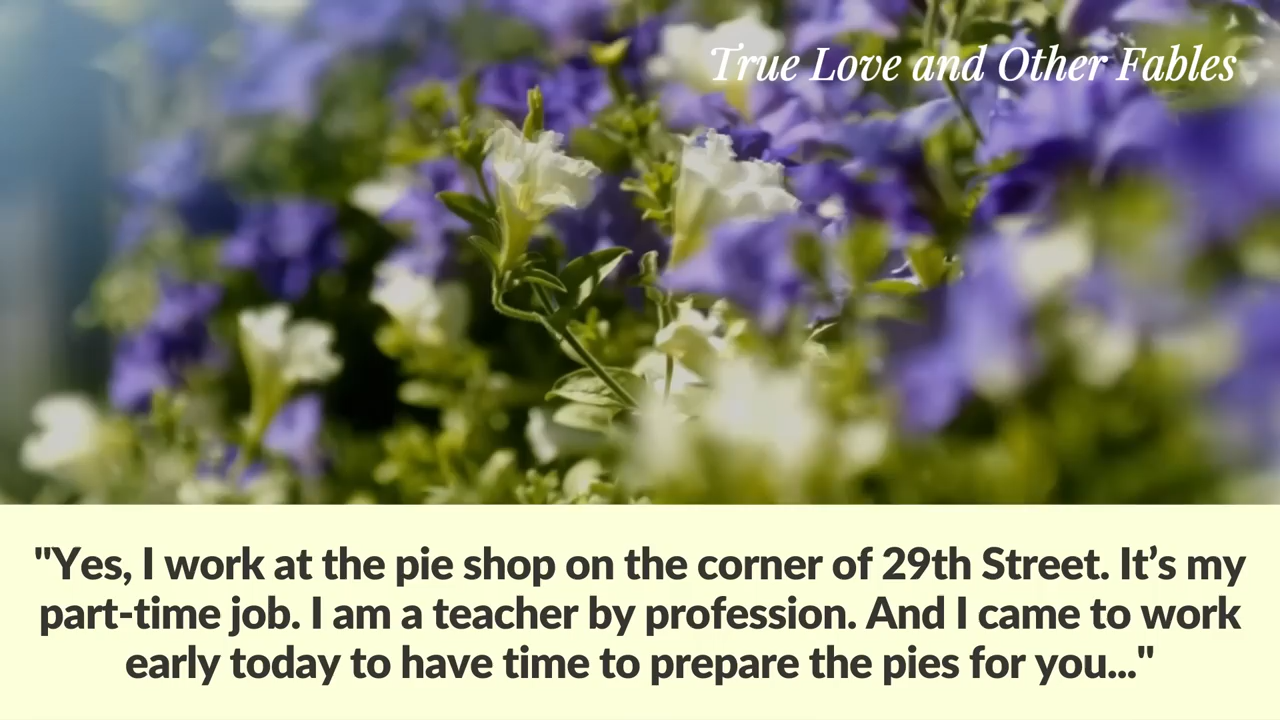 True Love and Other Fables
"Yes, I work at the pie shop on the corner of 29th Street. It’s my
part-time job. I am a teacher by profession. And I came to work
early today to have time to prepare the pies for you..."